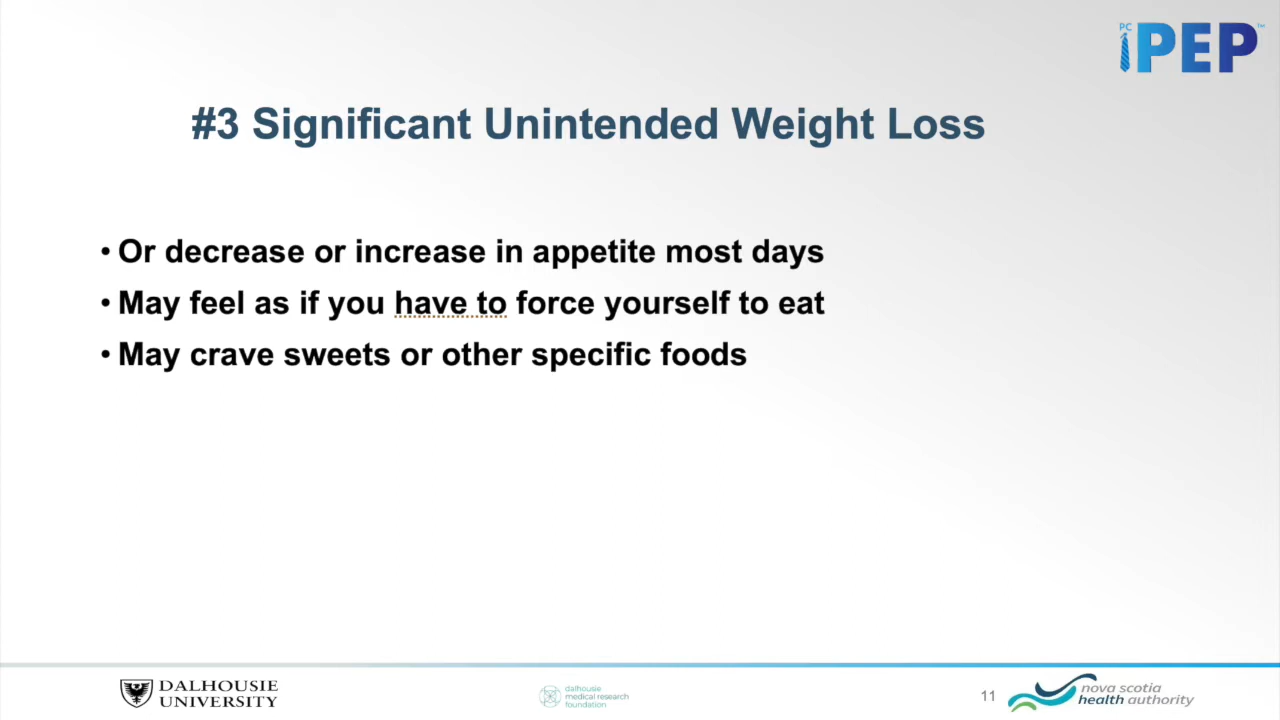 PC
iPEP™
#3 Significant Unintended Weight Loss
• Or decrease or increase in appetite most days
• May feel as if you have to force yourself to eat
• May crave sweets or other specific foods
DALHOUSIE
UNIVERSITY
dalhousie
medical research
foundation
11
nova scotia
health authority